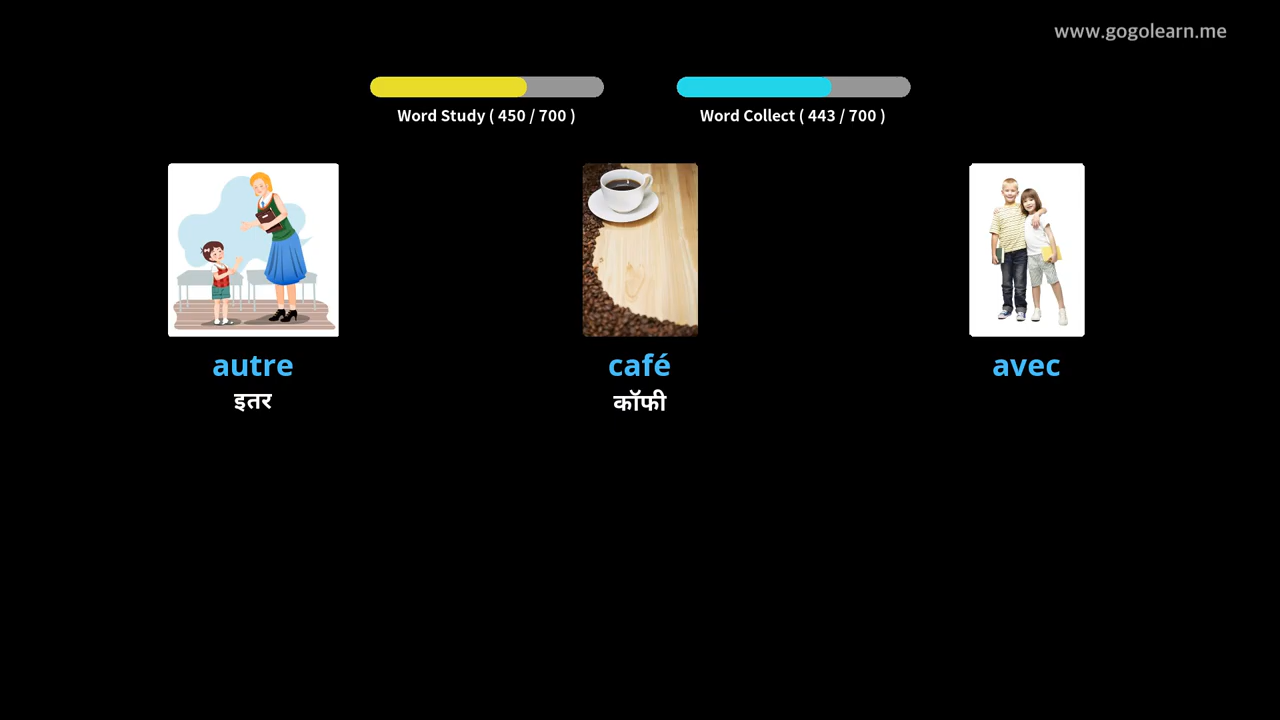 www.gogolearn.me
Word Study ( 450 / 700 )
Word Collect ( 443 / 700 )
autre
इतर
café
कॉफी
avec